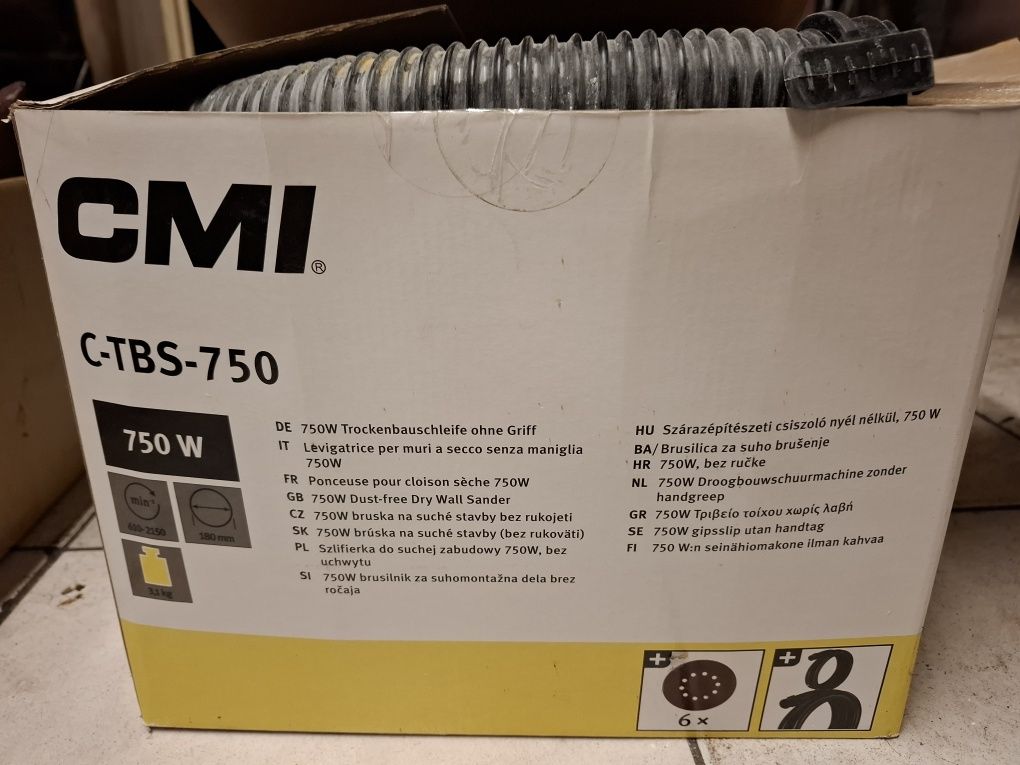 CMI®
C-TBS-750
750 W
min⁻¹
610-2150
180 mm
3,1 kg
DE 750W Trockenbauschleife ohne Griff
IT Levigatrice per muri a secco senza maniglia
750W
FR Ponceuse pour cloison sèche 750W
GB 750W Dust-free Dry Wall Sander
CZ 750W bruska na suché stavby bez rukojeti
SK 750W brúska na suché stavby (bez rukoväti)
PL Szlifierka do suchej zabudowy 750W, bez
uchwytu
SI 750W brusilnik za suhomontažna dela brez
ročaja
HU Szárazépítészeti csiszoló nyél nélkül, 750 W
BA/ Brusilica za suho brušenje
HR 750W, bez ručke
NL 750W Droogbouwschuurmachine zonder
handgreep
GR 750W Τριβείο τοίχου χωρίς λαβή
SE 750W gipsslip utan handtag
FI 750 W:n seinähiomakone ilman kahvaa
+
6 x
+